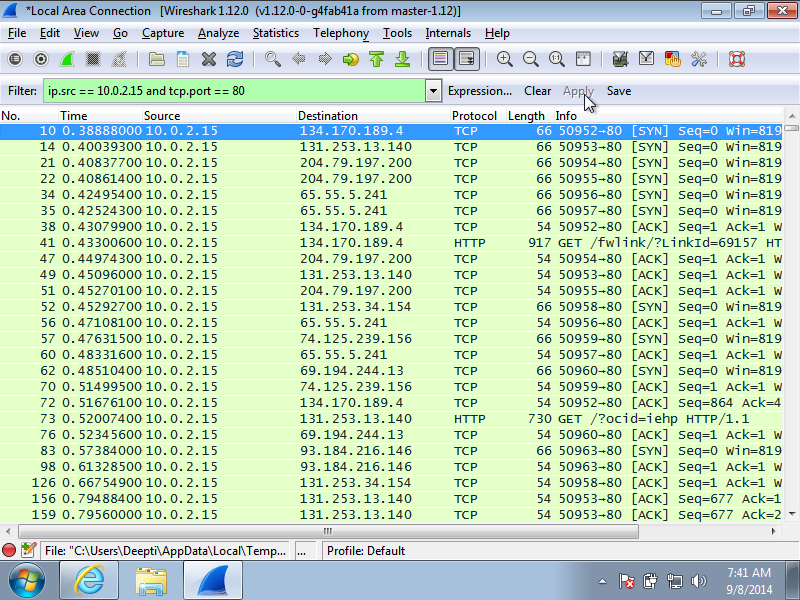 *Local Area Connection   [Wireshark 1.12.0  (v1.12.0-0-g4fab41a from master-1.12)]
File Edit View Go Capture Analyze Statistics Telephony Tools Internals Help
Filter: ip.src == 10.0.2.15 and tcp.port == 80 Expression... Clear Apply Save
No. Time Source Destination Protocol Length Info
10 0.38888000 10.0.2.15 134.170.189.4 TCP 66 50952→80 [SYN] Seq=0 Win=819
14 0.40039300 10.0.2.15 131.253.13.140 TCP 66 50953→80 [SYN] Seq=0 Win=819
21 0.40837700 10.0.2.15 204.79.197.200 TCP 66 50954→80 [SYN] Seq=0 Win=819
22 0.40861400 10.0.2.15 204.79.197.200 TCP 66 50955→80 [SYN] Seq=0 Win=819
34 0.42495400 10.0.2.15 65.55.5.241 TCP 66 50956→80 [SYN] Seq=0 Win=819
35 0.42524300 10.0.2.15 65.55.5.241 TCP 66 50957→80 [SYN] Seq=0 Win=819
38 0.43079900 10.0.2.15 134.170.189.4 TCP 54 50952→80 [ACK] Seq=1 Ack=1 W
41 0.43300600 10.0.2.15 134.170.189.4 HTTP 917 GET /fwlink/?LinkId=69157 HT
47 0.44974300 10.0.2.15 204.79.197.200 TCP 54 50954→80 [ACK] Seq=1 Ack=1 W
49 0.45096000 10.0.2.15 131.253.13.140 TCP 54 50953→80 [ACK] Seq=1 Ack=1 W
51 0.45270100 10.0.2.15 204.79.197.200 TCP 54 50955→80 [ACK] Seq=1 Ack=1 W
52 0.45292700 10.0.2.15 131.253.34.154 TCP 66 50958→80 [SYN] Seq=0 Win=819
56 0.47108100 10.0.2.15 65.55.5.241 TCP 54 50956→80 [ACK] Seq=1 Ack=1 W
57 0.47631500 10.0.2.15 74.125.239.156 TCP 66 50959→80 [SYN] Seq=0 Win=819
60 0.48331600 10.0.2.15 65.55.5.241 TCP 54 50957→80 [ACK] Seq=1 Ack=1 W
62 0.48510400 10.0.2.15 69.194.244.13 TCP 66 50960→80 [SYN] Seq=0 Win=819
70 0.51499500 10.0.2.15 74.125.239.156 TCP 54 50959→80 [ACK] Seq=1 Ack=1 W
72 0.51676100 10.0.2.15 134.170.189.4 TCP 54 50952→80 [ACK] Seq=864 Ack=4
73 0.52007400 10.0.2.15 131.253.13.140 HTTP 730 GET /?ocid=iehp HTTP/1.1
76 0.52345600 10.0.2.15 69.194.244.13 TCP 54 50960→80 [ACK] Seq=1 Ack=1 W
83 0.57384000 10.0.2.15 93.184.216.146 TCP 66 50963→80 [SYN] Seq=0 Win=819
98 0.61328500 10.0.2.15 93.184.216.146 TCP 54 50963→80 [ACK] Seq=1 Ack=1 W
126 0.66754900 10.0.2.15 131.253.34.154 TCP 54 50958→80 [ACK] Seq=1 Ack=1 W
156 0.79488400 10.0.2.15 131.253.13.140 TCP 54 50953→80 [ACK] Seq=677 Ack=1
159 0.79560000 10.0.2.15 131.253.13.140 TCP 54 50953→80 [ACK] Seq=677 Ack=2
File: "C:\Users\Deepti\AppData\Local\Temp... ... Profile: Default
7:41 AM
9/8/2014